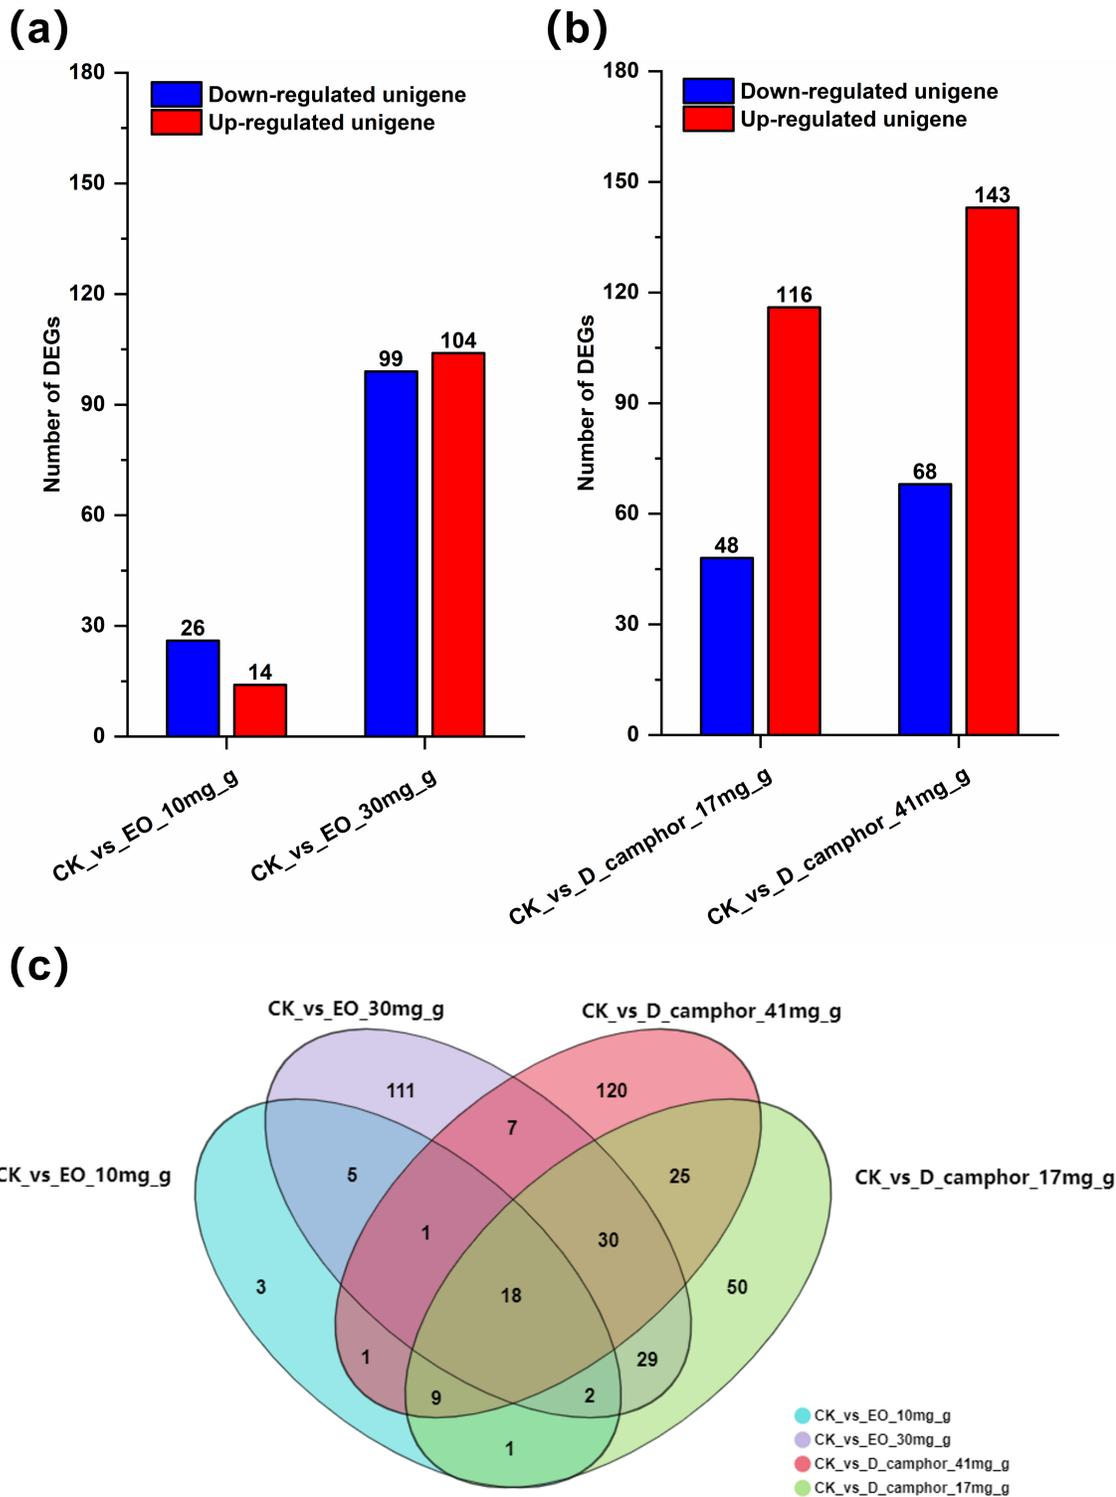 (a)
180
150
120
90
60
30
0
Number of DEGs
Down-regulated unigene
Up-regulated unigene
26
14
99
104
CK_vs_EO_10mg_g
CK_vs_EO_30mg_g
(b)
180
150
120
90
60
30
0
Number of DEGs
Down-regulated unigene
Up-regulated unigene
48
116
68
143
CK_vs_D_camphor_17mg_g
CK_vs_D_camphor_41mg_g
(c)
CK_vs_EO_30mg_g
CK_vs_D_camphor_41mg_g
CK_vs_EO_10mg_g
CK_vs_D_camphor_17mg_g
111
120
7
5
25
1
30
3
18
50
1
29
9
2
1
CK_vs_EO_10mg_g
CK_vs_EO_30mg_g
CK_vs_D_camphor_41mg_g
CK_vs_D_camphor_17mg_g